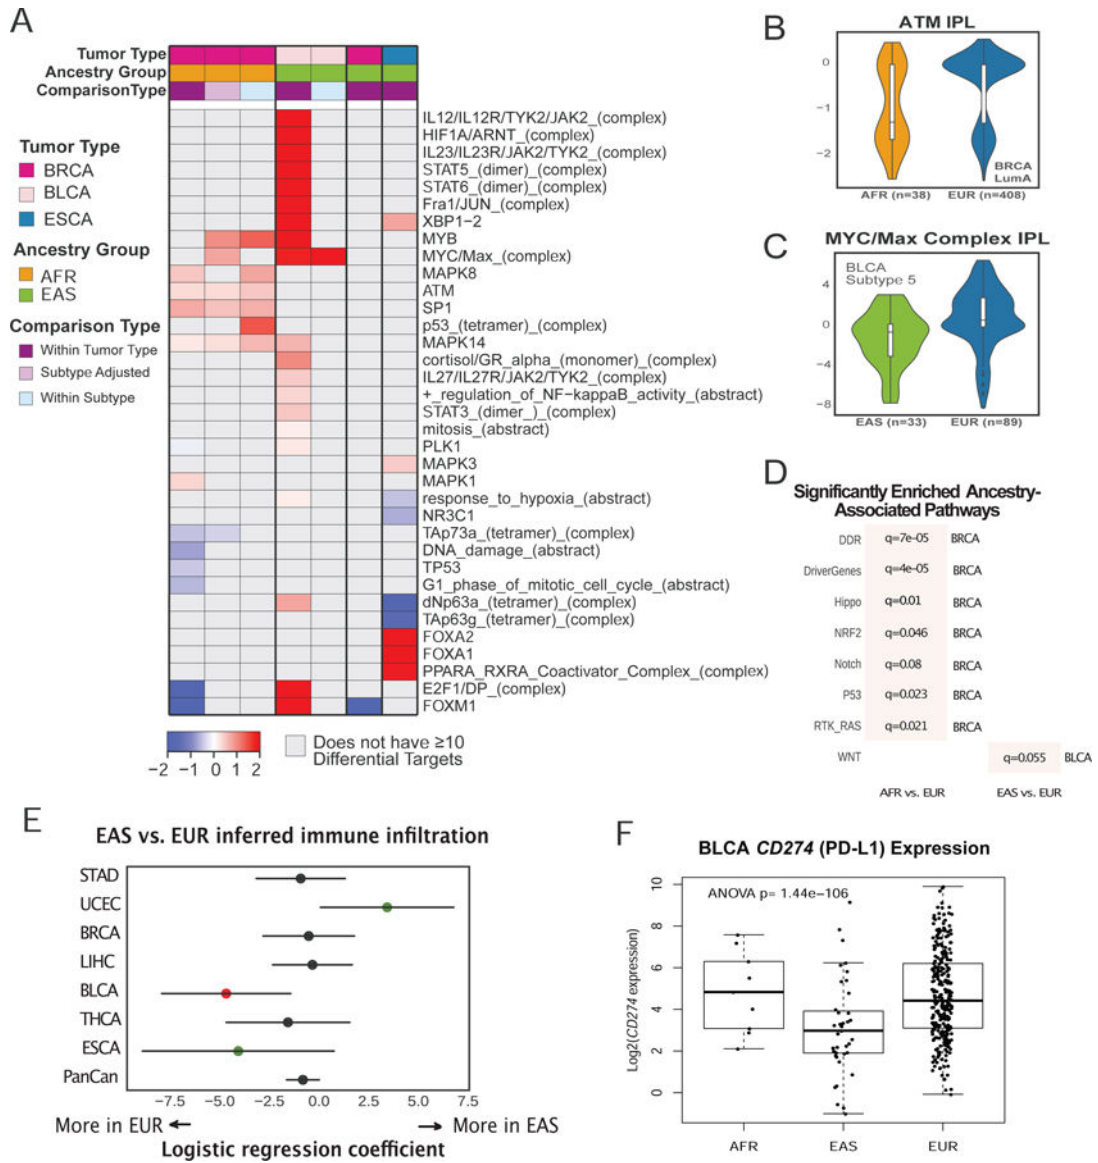 A
Tumor Type
Ancestry Group
ComparisonType
IL12/IL12R/TYK2/JAK2_(complex)
HIF1A/ARNT_(complex)
IL23/IL23R/JAK2/TYK2_(complex)
STAT5_(dimer)_(complex)
STAT6_(dimer)_(complex)
Fra1/JUN_(complex)
XBP1-2
MYB
MYC/Max_(complex)
MAPK8
ATM
SP1
p53_(tetramer)_(complex)
MAPK14
cortisol/GR_alpha_(monomer)_(complex)
IL27/IL27R/JAK2/TYK2_(complex)
+_regulation_of_NF-kappaB_activity_(abstract)
STAT3_(dimer_)_(complex)
mitosis_(abstract)
PLK1
MAPK3
MAPK1
response_to_hypoxia_(abstract)
NR3C1
TAp73a_(tetramer)_(complex)
DNA_damage_(abstract)
TP53
G1_phase_of_mitotic_cell_cycle_(abstract)
dNp63a_(tetramer)_(complex)
TAp63g_(tetramer)_(complex)
FOXA2
FOXA1
PPARA_RXRA_Coactivator_Complex_(complex)
E2F1/DP_(complex)
FOXM1
Tumor Type
BRCA
BLCA
ESCA
Ancestry Group
AFR
EAS
Comparison Type
Within Tumor Type
Subtype Adjusted
Within Subtype
−2 −1 0 1 2
Does not have ≥10
Differential Targets
B
ATM IPL
0
−1
−2
BRCA
LumA
AFR (n=38) EUR (n=408)
C
MYC/Max Complex IPL
BLCA
Subtype 5
4
0
−4
−8
EAS (n=33) EUR (n=89)
D
Significantly Enriched Ancestry-
Associated Pathways
DDR q=7e-05 BRCA
DriverGenes q=4e-05 BRCA
Hippo q=0.01 BRCA
NRF2 q=0.046 BRCA
Notch q=0.08 BRCA
P53 q=0.023 BRCA
RTK_RAS q=0.021 BRCA
WNT q=0.055 BLCA
AFR vs. EUR EAS vs. EUR
E
EAS vs. EUR inferred immune infiltration
STAD
UCEC
BRCA
LIHC
BLCA
THCA
ESCA
PanCan
−7.5 −2.5 0.0 2.5 5.0 7.5
More in EUR ← → More in EAS
Logistic regression coefficient
F
BLCA CD274 (PD-L1) Expression
ANOVA p= 1.44e−106
Log2(CD274 expression)
10
8
6
4
2
0
AFR EAS EUR